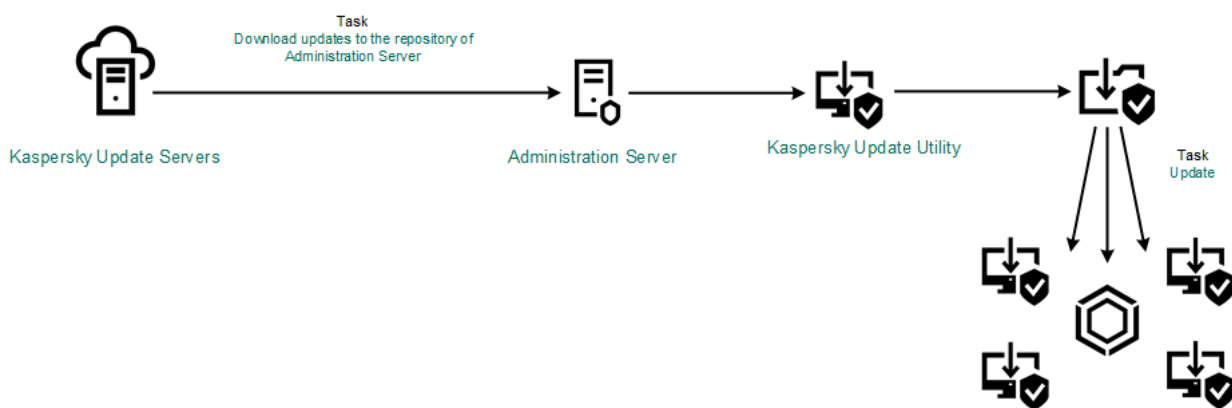 Task
Download updates to the repository of
Administration Server
Kaspersky Update Servers
Administration Server
Kaspersky Update Utility
Task
Update